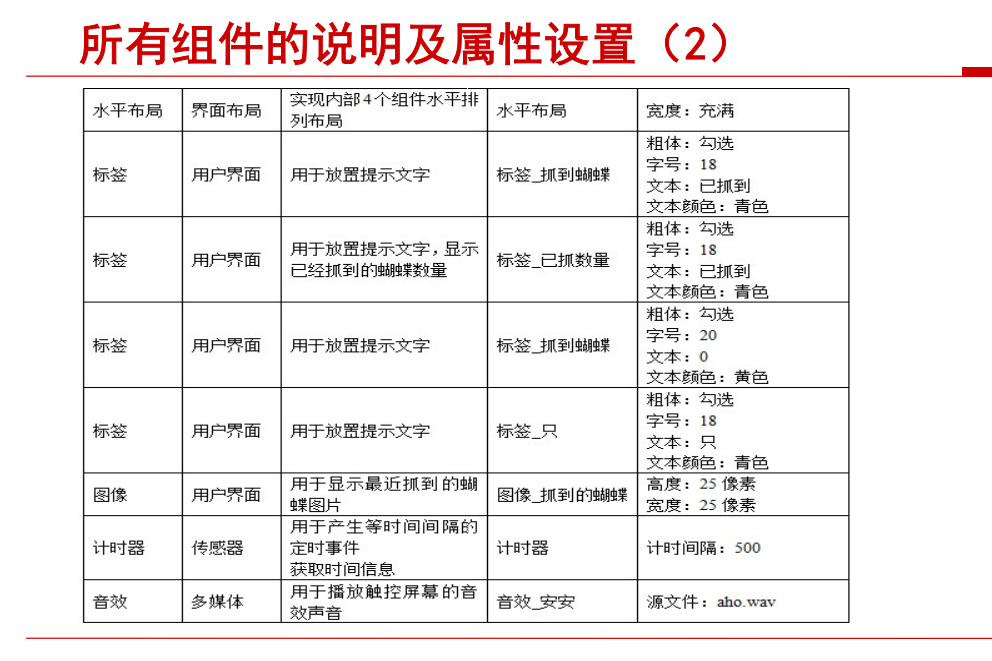 所有组件的说明及属性设置（2）
水平布局 界面布局 实现内部4个组件水平排
列布局 水平布局 宽度：充满
标签 用户界面 用于放置提示文字 标签_抓到蝴蝶 粗体：勾选
字号：18
文本：已抓到
文本颜色：青色
标签 用户界面 用于放置提示文字，显示
已经抓到的蝴蝶数量 标签_已抓数量 粗体：勾选
字号：18
文本：已抓到
文本颜色：青色
标签 用户界面 用于放置提示文字 标签_抓到蝴蝶 粗体：勾选
字号：20
文本：0
文本颜色：黄色
标签 用户界面 用于放置提示文字 标签_只 粗体：勾选
字号：18
文本：只
文本颜色：青色
图像 用户界面 用于显示最近抓到的蝴
蝶图片 图像_抓到的蝴蝶 高度：25 像素
宽度：25 像素
计时器 传感器 用于产生等时间间隔的
定时事件
获取时间信息 计时器 计时间隔：500
音效 多媒体 用于播放触控屏幕的音
效声音 音效_安安 源文件：aho.wav